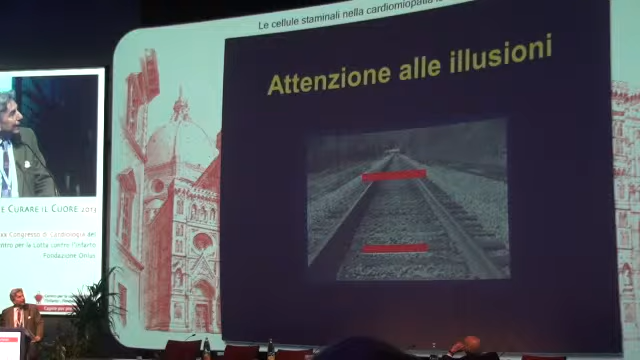 Le cellule staminali nella cardiomiopatia
Attenzione alle illusioni
E CURARE IL CUORE 2013
Congresso di Cardiologia del
ntro per la Lotta contro l'Infarto
Fondazione Onlus